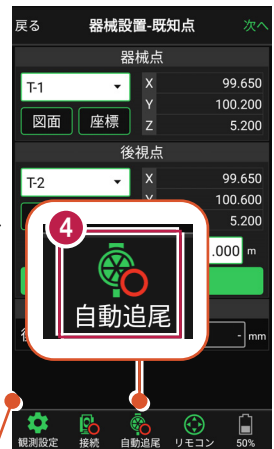 戻る 器械設置-既知点 次へ
器械点
T-1 X 99.650
Y 100.200
図面 座標 Z 5.200
後視点
T-2 X 99.650
Y 100.600
5.200
4
.000 m
自動追尾
- mm
観測設定 接続 自動追尾 リモコン 50%